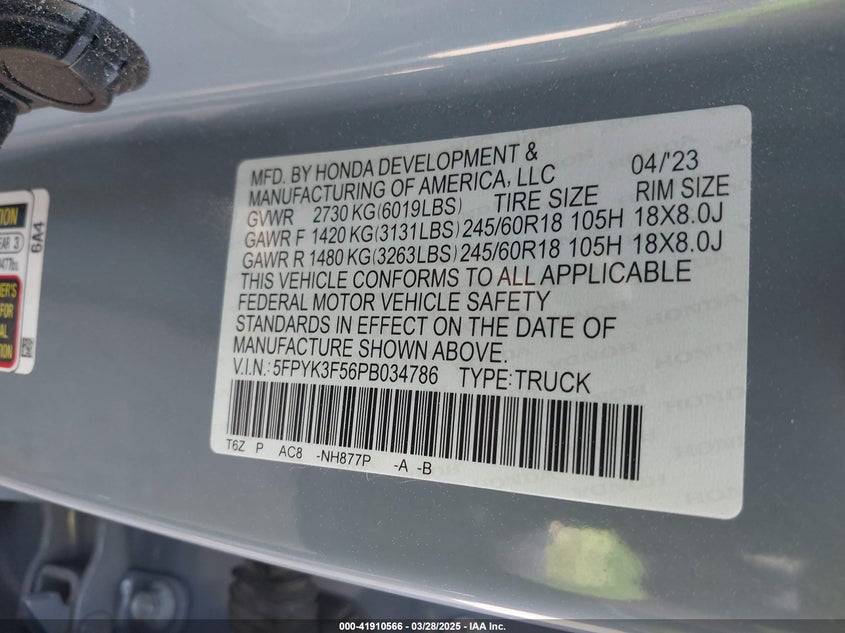 MFD. BY HONDA DEVELOPMENT & 04/'23
MANUFACTURING OF AMERICA, LLC
GVWR 2730 KG(6019LBS) TIRE SIZE RIM SIZE
GAWR F 1420 KG(3131LBS) 245/60R18 105H 18X8.0J
GAWR R 1480 KG(3263LBS) 245/60R18 105H 18X8.0J
THIS VEHICLE CONFORMS TO ALL APPLICABLE
FEDERAL MOTOR VEHICLE SAFETY
STANDARDS IN EFFECT ON THE DATE OF
MANUFACTURE SHOWN ABOVE.
V.I.N.: 5FPYK3F56PB034786 TYPE:TRUCK
T6Z P AC8 -NH877P -A -B
6A4
000-41910566 — 03/28/2025 — IAA Inc.